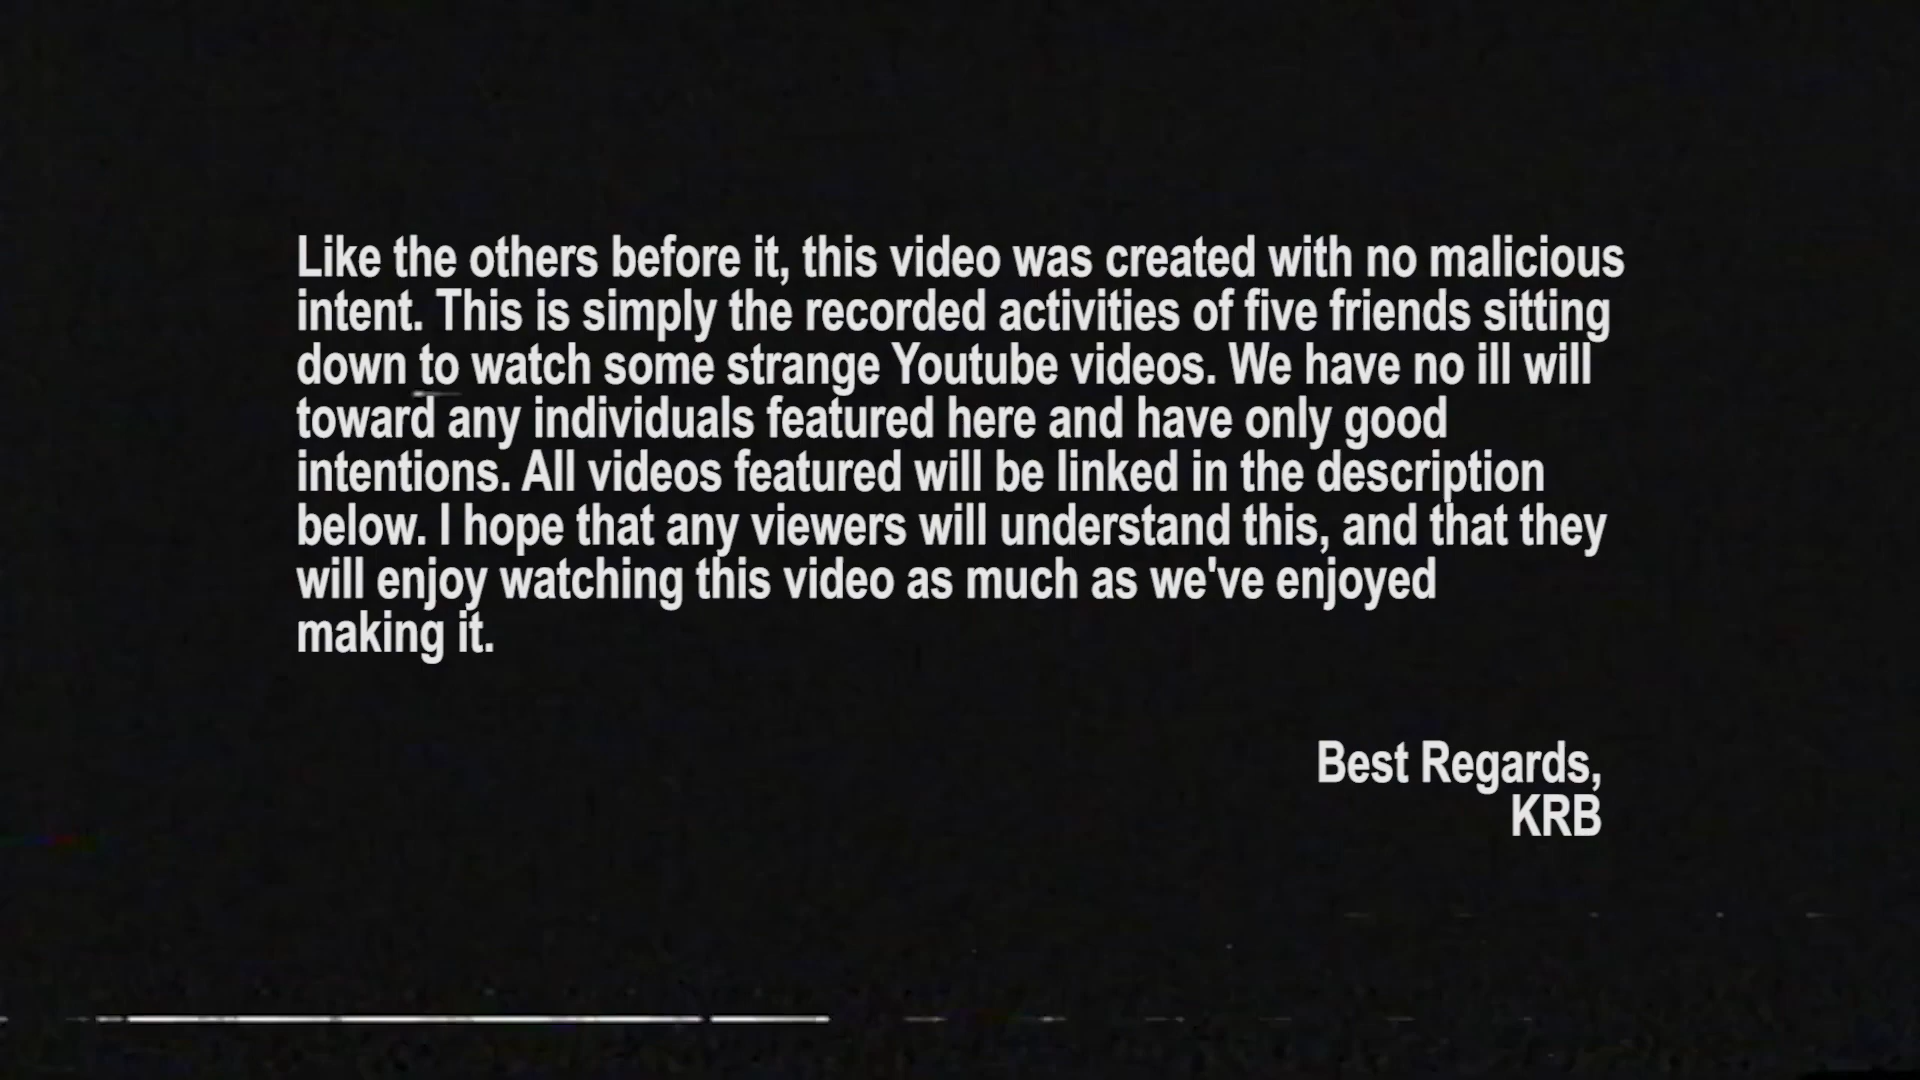 Like the others before it, this video was created with no malicious
intent. This is simply the recorded activities of five friends sitting
down to watch some strange Youtube videos. We have no ill will
toward any individuals featured here and have only good
intentions. All videos featured will be linked in the description
below. I hope that any viewers will understand this, and that they
will enjoy watching this video as much as we've enjoyed
making it.
Best Regards,
KRB